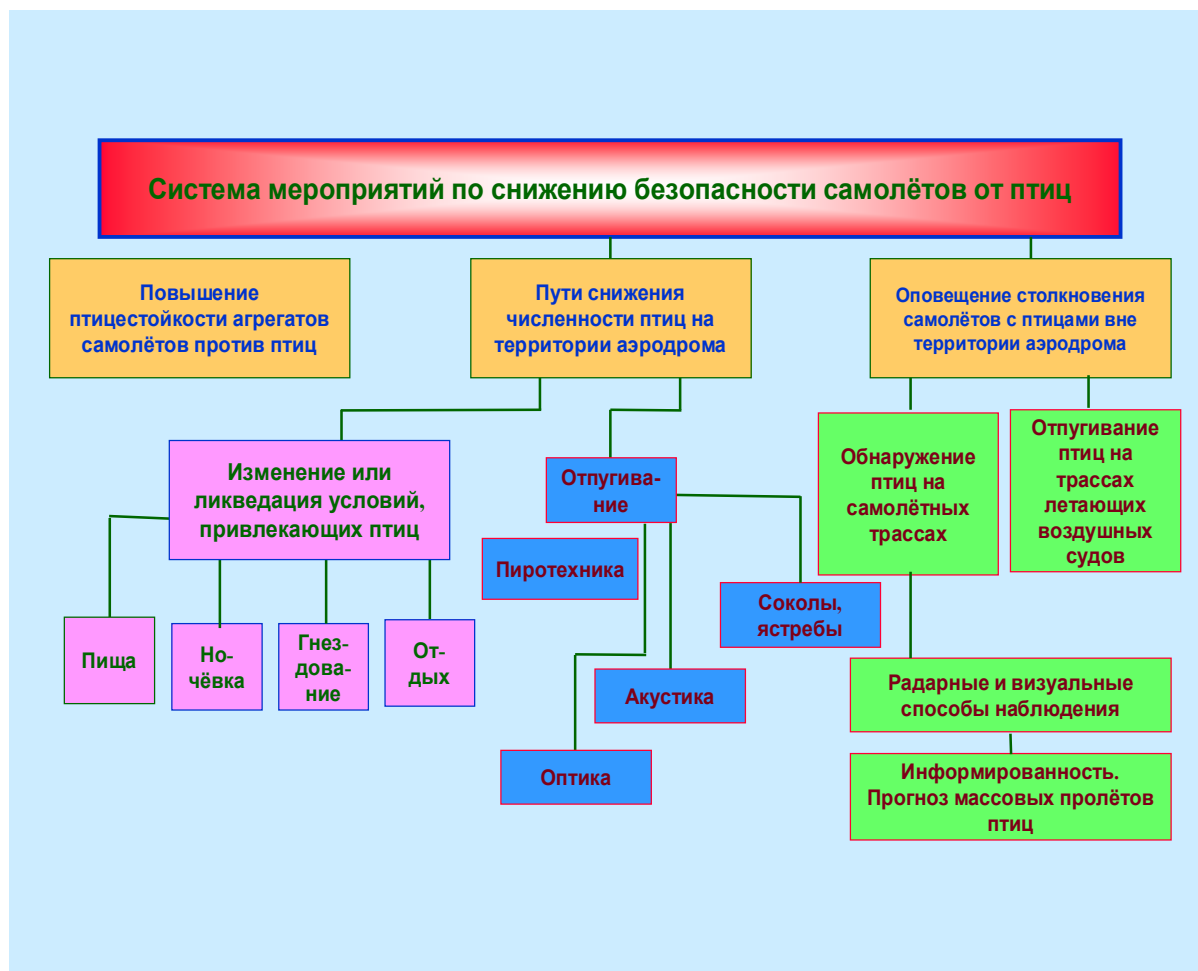 Система мероприятий по снижению безопасности самолётов от птиц
Повышение
птицестойкости агрегатов
самолётов против птиц
Пути снижения
численности птиц на
территории аэродрома
Оповещение столкновения
самолётов с птицами вне
территории аэродрома
Изменение или
ликведация условий,
привлекающих птиц
Отпугива-
ние
Обнаружение
птиц на
самолётных
трассах
Отпугивание
птиц на
трассах
летающих
воздушных
судов
Пиротехника
Соколы,
ястребы
Пища
Но-
чёвка
Гнез-
дова-
ние
От-
дых
Акустика
Оптика
Радарные и визуальные
способы наблюдения
Информированность.
Прогноз массовых пролётов
птиц